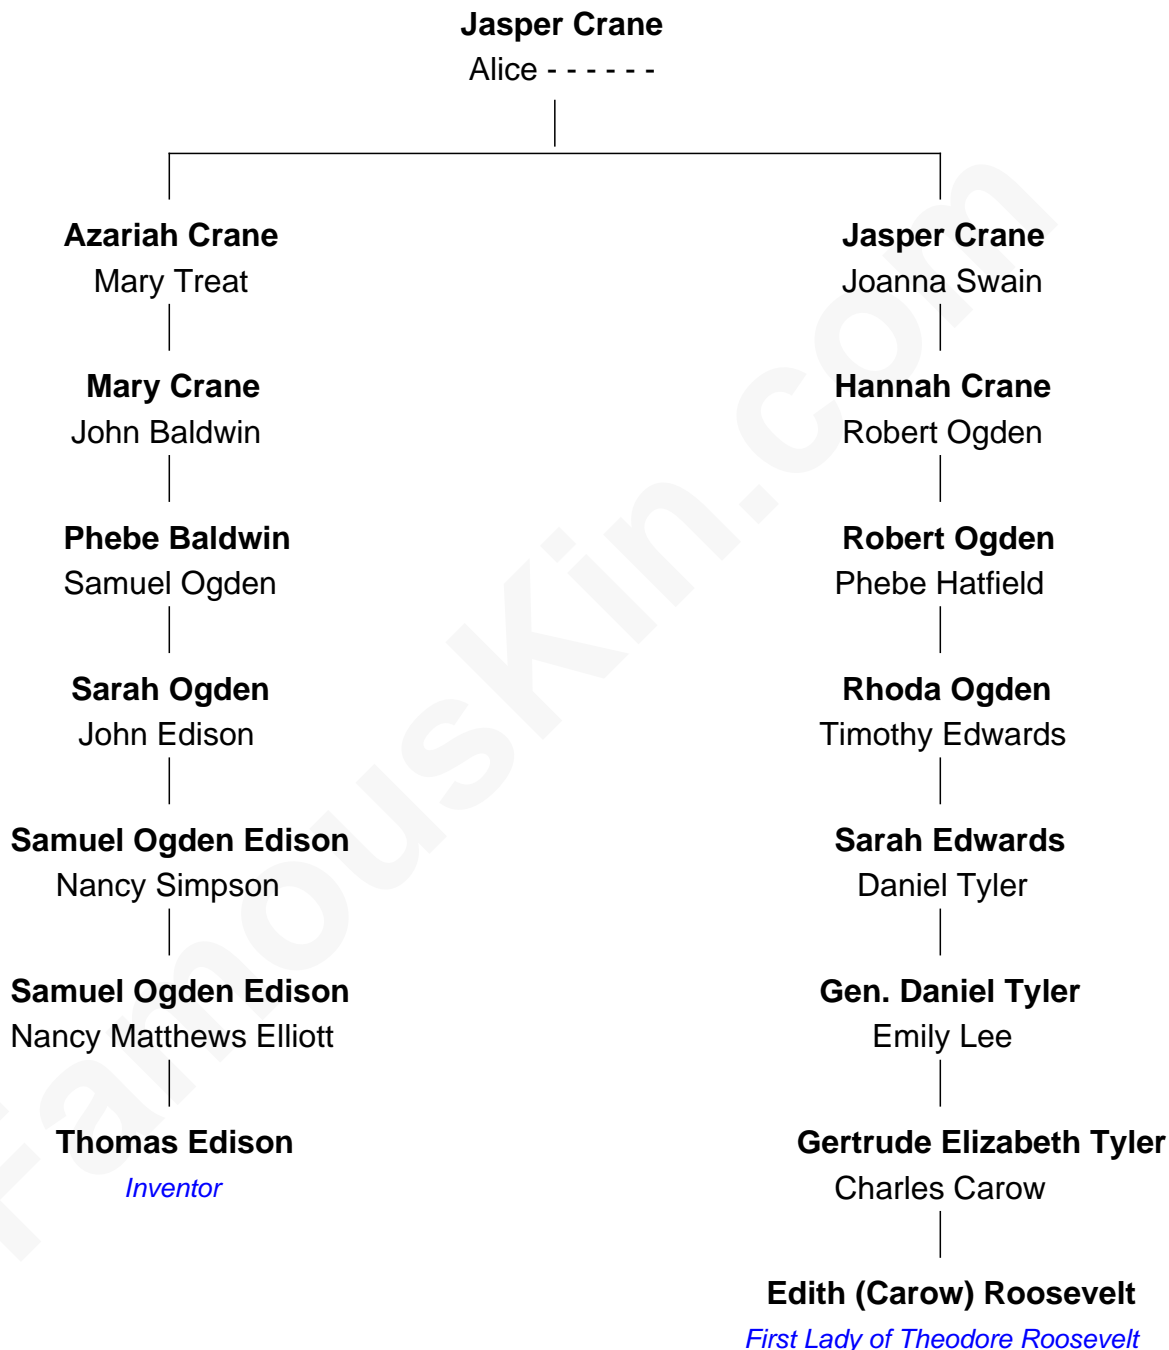 Jasper Crane
Alice - - - - - -
Azariah Crane
Mary Treat
Jasper Crane
Joanna Swain
Mary Crane
John Baldwin
Hannah Crane
Robert Ogden
Phebe Baldwin
Samuel Ogden
Robert Ogden
Phebe Hatfield
Sarah Ogden
John Edison
Rhoda Ogden
Timothy Edwards
Samuel Ogden Edison
Nancy Simpson
Sarah Edwards
Daniel Tyler
Samuel Ogden Edison
Nancy Matthews Elliott
Gen. Daniel Tyler
Emily Lee
Thomas Edison
Inventor
Gertrude Elizabeth Tyler
Charles Carow
Edith (Carow) Roosevelt
First Lady of Theodore Roosevelt
FamousKin.com